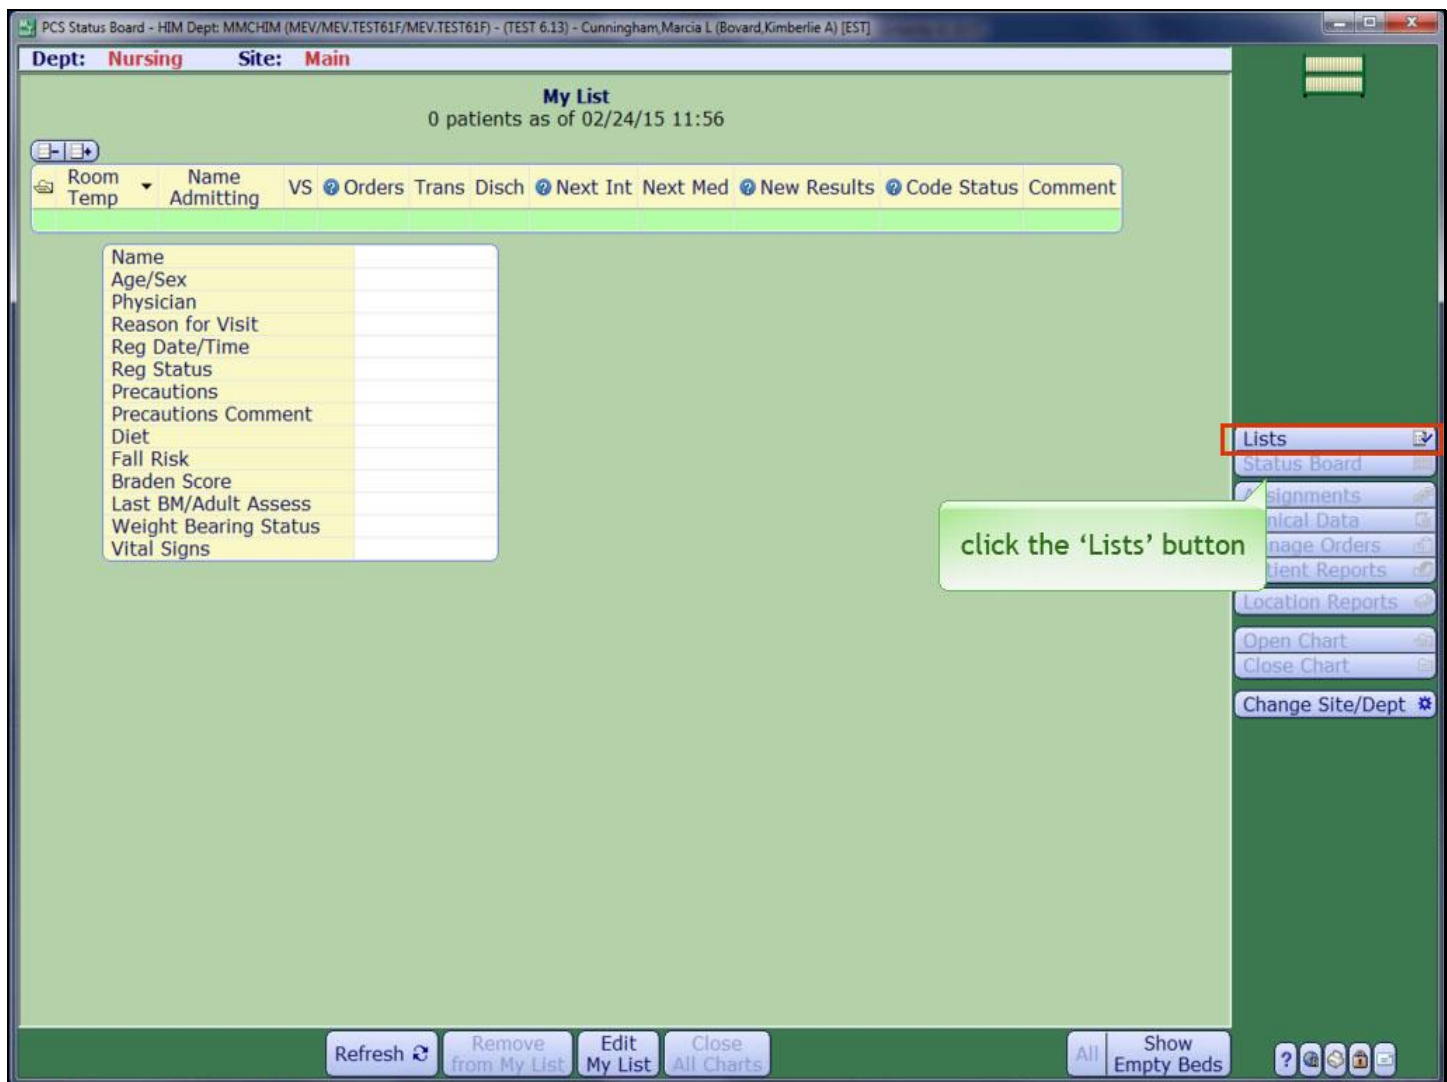 PCS Status Board - HIM Dept: MMCHIM (MEV/MEV.TEST61F/MEV.TEST61F) - (TEST 6.13) - Cunningham,Marcia L (Bovard,Kimberlie A) [EST]
Dept: Nursing Site: Main
My List
0 patients as of 02/24/15 11:56
Room Temp Name Admitting VS Orders Trans Disch Next Int Next Med New Results Code Status Comment
Name
Age/Sex
Physician
Reason for Visit
Reg Date/Time
Reg Status
Precautions
Precautions Comment
Diet
Fall Risk
Braden Score
Last BM/Adult Assess
Weight Bearing Status
Vital Signs
Lists
Status Board
click the ‘Lists’ button
Location Reports
Open Chart
Close Chart
Change Site/Dept
Refresh
Remove
from My List
Edit
My List
Close
All Charts
All
Show
Empty Beds
?